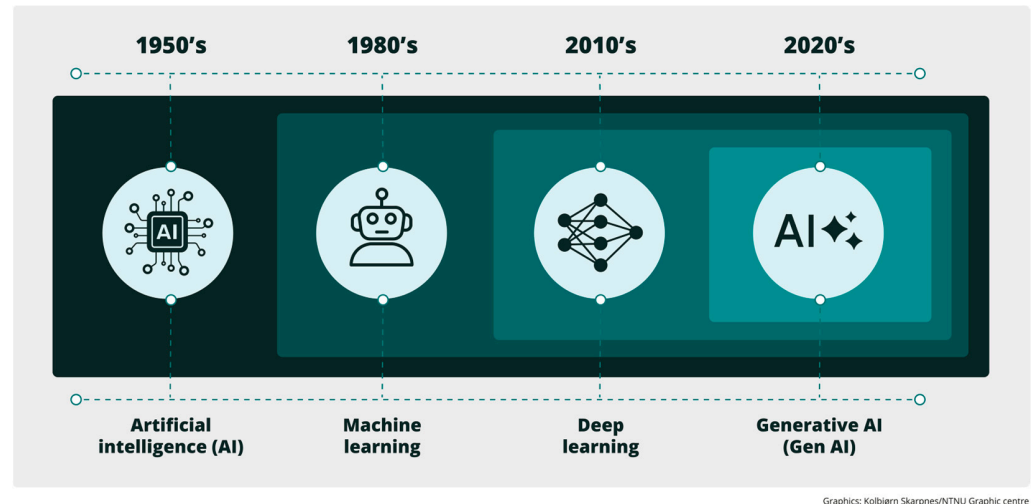 1950's
1980's
2010's
2020's
AI
AI
Artificial
intelligence (AI)
Machine
learning
Deep
learning
Generative AI
(Gen AI)
Graphics: Kolbjørn Skarpnes/NTNU Graphic centre